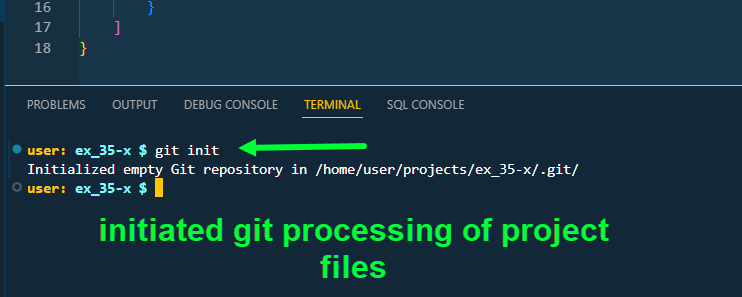 16 }
17 ]
18 }
PROBLEMS OUTPUT DEBUG CONSOLE TERMINAL SQL CONSOLE
user: ex_35-x $ git init
Initialized empty Git repository in /home/user/projects/ex_35-x/.git/
user: ex_35-x $
initiated git processing of project
files